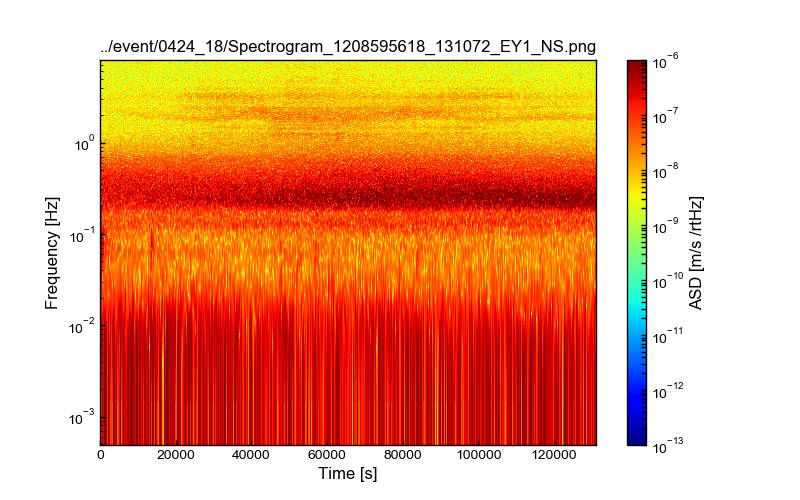 ../event/0424_18/Spectrogram_1208595618_131072_EY1_NS.png
10^0
10^-1
10^-2
10^-3
Frequency [Hz]
0 20000 40000 60000 80000 100000 120000
Time [s]
10^-6
10^-7
10^-8
10^-9
10^-10
10^-11
10^-12
10^-13
ASD [m/s /rtHz]